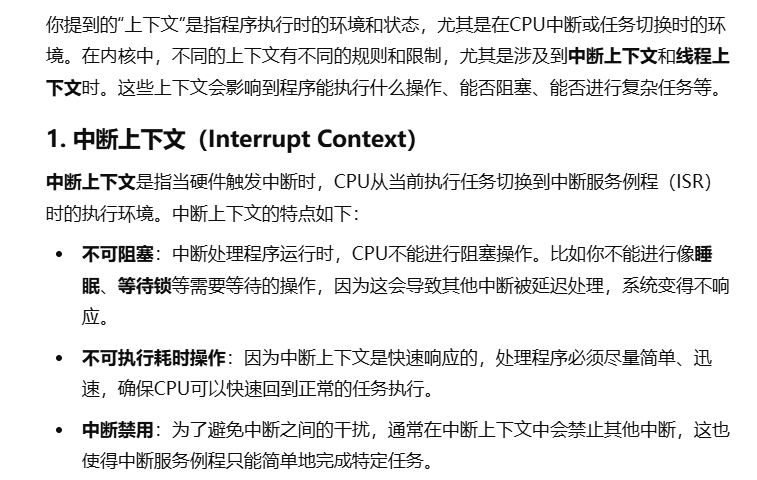 你提到的“上下文”是指程序执行时的环境和状态，尤其是在CPU中断或任务切换时的环
境。在内核中，不同的上下文有不同的规则和限制，尤其是涉及到中断上下文和线程上
下文时。这些上下文会影响到程序能执行什么操作、能否阻塞、能否进行复杂任务等。
1. 中断上下文（Interrupt Context）
中断上下文是指当硬件触发中断时，CPU从当前执行任务切换到中断服务例程（ISR）
时的执行环境。中断上下文的特点如下：
• 不可阻塞：中断处理程序运行时，CPU不能进行阻塞操作。比如你不能进行像睡
眠、等待锁等需要等待的操作，因为这会导致其他中断被延迟处理，系统变得不响
应。
• 不可执行耗时操作：因为中断上下文是快速响应的，处理程序必须尽量简单、迅
速，确保CPU可以快速回到正常的任务执行。
• 中断禁用：为了避免中断之间的干扰，通常在中断上下文中会禁止其他中断，这也
使得中断服务例程只能简单地完成特定任务。